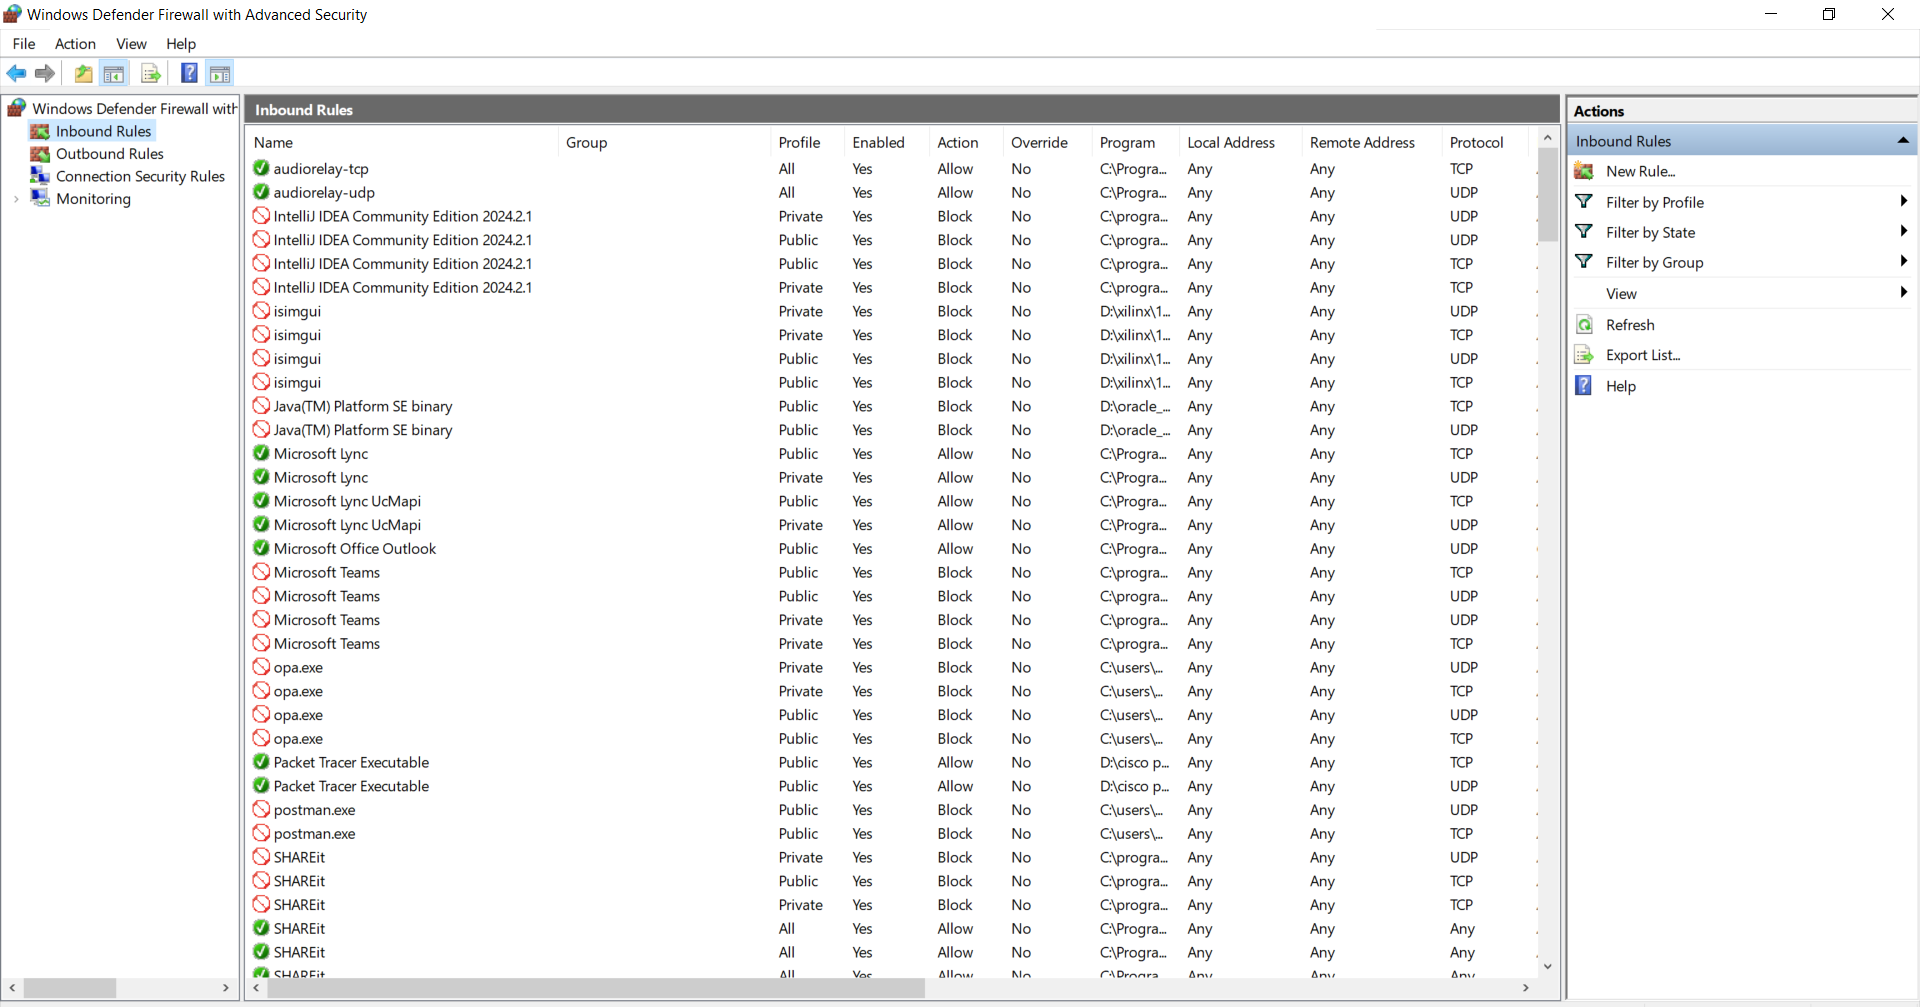 Windows Defender Firewall with Advanced Security
File Action View Help
Windows Defender Firewall with
Inbound Rules
Outbound Rules
Connection Security Rules
Monitoring
Inbound Rules
Name Group Profile Enabled Action Override Program Local Address Remote Address Protocol
audiorelay-tcp All Yes Allow No C:\Progra... Any Any TCP
audiorelay-udp All Yes Allow No C:\Progra... Any Any UDP
IntelliJ IDEA Community Edition 2024.2.1 Private Yes Block No C:\progra... Any Any UDP
IntelliJ IDEA Community Edition 2024.2.1 Public Yes Block No C:\progra... Any Any UDP
IntelliJ IDEA Community Edition 2024.2.1 Public Yes Block No C:\progra... Any Any TCP
IntelliJ IDEA Community Edition 2024.2.1 Private Yes Block No C:\progra... Any Any TCP
isimgui Private Yes Block No D:\xilinx\1... Any Any UDP
isimgui Private Yes Block No D:\xilinx\1... Any Any TCP
isimgui Public Yes Block No D:\xilinx\1... Any Any UDP
isimgui Public Yes Block No D:\xilinx\1... Any Any TCP
Java(TM) Platform SE binary Public Yes Block No D:\oracle_... Any Any TCP
Java(TM) Platform SE binary Public Yes Block No D:\oracle_... Any Any UDP
Microsoft Lync Public Yes Allow No C:\Progra... Any Any TCP
Microsoft Lync Private Yes Allow No C:\Progra... Any Any UDP
Microsoft Lync UcMapi Public Yes Allow No C:\Progra... Any Any TCP
Microsoft Lync UcMapi Private Yes Allow No C:\Progra... Any Any UDP
Microsoft Office Outlook Public Yes Allow No C:\Progra... Any Any UDP
Microsoft Teams Public Yes Block No C:\progra... Any Any TCP
Microsoft Teams Public Yes Block No C:\progra... Any Any UDP
Microsoft Teams Private Yes Block No C:\progra... Any Any UDP
Microsoft Teams Private Yes Block No C:\progra... Any Any TCP
opa.exe Private Yes Block No C:\users\... Any Any UDP
opa.exe Private Yes Block No C:\users\... Any Any TCP
opa.exe Public Yes Block No C:\users\... Any Any UDP
opa.exe Public Yes Block No C:\users\... Any Any TCP
Packet Tracer Executable Public Yes Allow No D:\cisco p... Any Any TCP
Packet Tracer Executable Public Yes Allow No D:\cisco p... Any Any UDP
postman.exe Public Yes Block No C:\users\... Any Any UDP
postman.exe Public Yes Block No C:\users\... Any Any TCP
SHAREit Private Yes Block No C:\progra... Any Any UDP
SHAREit Public Yes Block No C:\progra... Any Any TCP
SHAREit Private Yes Block No C:\progra... Any Any TCP
SHAREit All Yes Allow No C:\Progra... Any Any Any
SHAREit All Yes Allow No C:\Progra... Any Any Any
SHAREit All Yes Allow No C:\Progra... Any Any Any
Actions
Inbound Rules
New Rule...
Filter by Profile
Filter by State
Filter by Group
View
Refresh
Export List...
Help